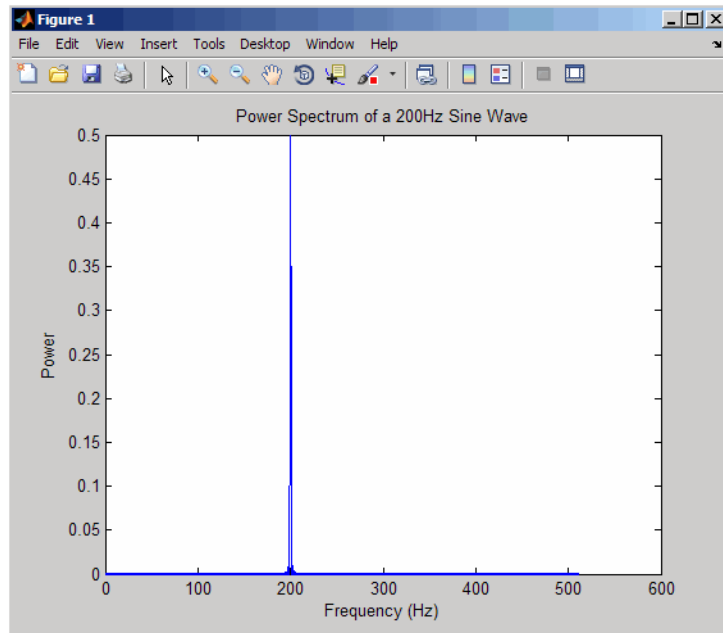 Figure 1
File Edit View Insert Tools Desktop Window Help
Power Spectrum of a 200Hz Sine Wave
0.5
0.45
0.4
0.35
0.3
0.25
0.2
0.15
0.1
0.05
0
Power
0 100 200 300 400 500 600
Frequency (Hz)